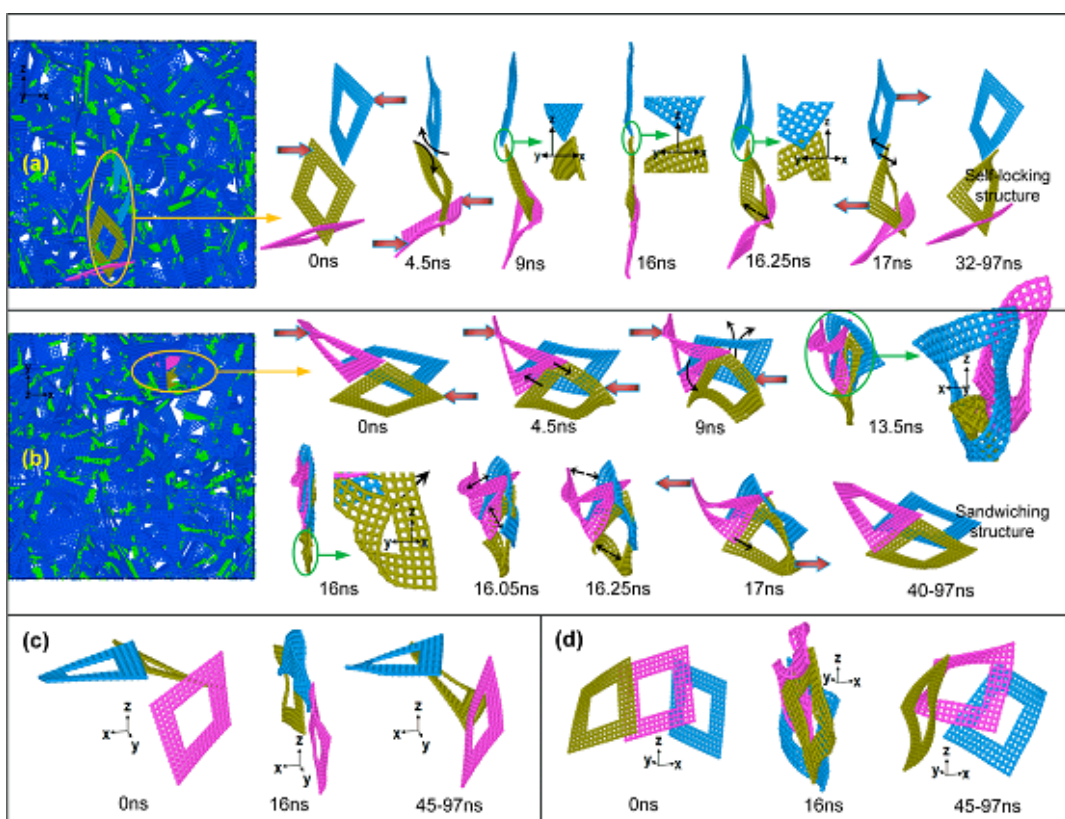 z
x
(a)
y z x
z
y x
z
x
Self-locking
structure
0ns 4.5ns 9ns 16ns 16.25ns 17ns 32-97ns
x
(b)
0ns 4.5ns 9ns 13.5ns
z
x
z
y x
Sandwiching
structure
16ns 16.05ns 16.25ns 17ns 40-97ns
(c)
z
x
y
z
x
y
z
x
y
0ns 16ns 45-97ns
(d)
z
y x
z
y x
z
y x
0ns 16ns 45-97ns